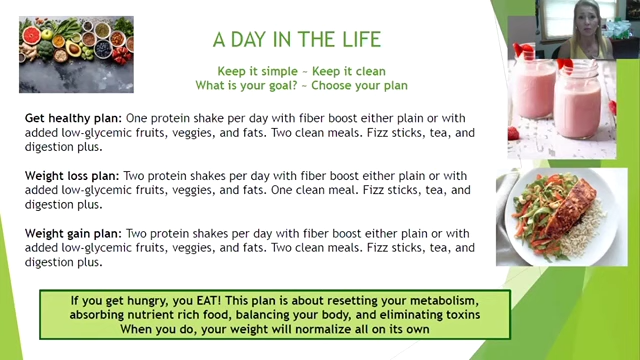 A DAY IN THE LIFE
Keep it simple ~ Keep it clean
What is your goal? ~ Choose your plan
Get healthy plan: One protein shake per day with fiber boost either plain or with
added low-glycemic fruits, veggies, and fats. Two clean meals. Fizz sticks, tea, and
digestion plus.
Weight loss plan: Two protein shakes per day with fiber boost either plain or with
added low-glycemic fruits, veggies, and fats. One clean meal. Fizz sticks, tea, and
digestion plus.
Weight gain plan: Two protein shakes per day with fiber boost either plain or with
added low-glycemic fruits, veggies, and fats. Two clean meals. Fizz sticks, tea, and
digestion plus.
If you get hungry, you EAT! This plan is about resetting your metabolism,
absorbing nutrient rich food, balancing your body, and eliminating toxins
When you do, your weight will normalize all on its own